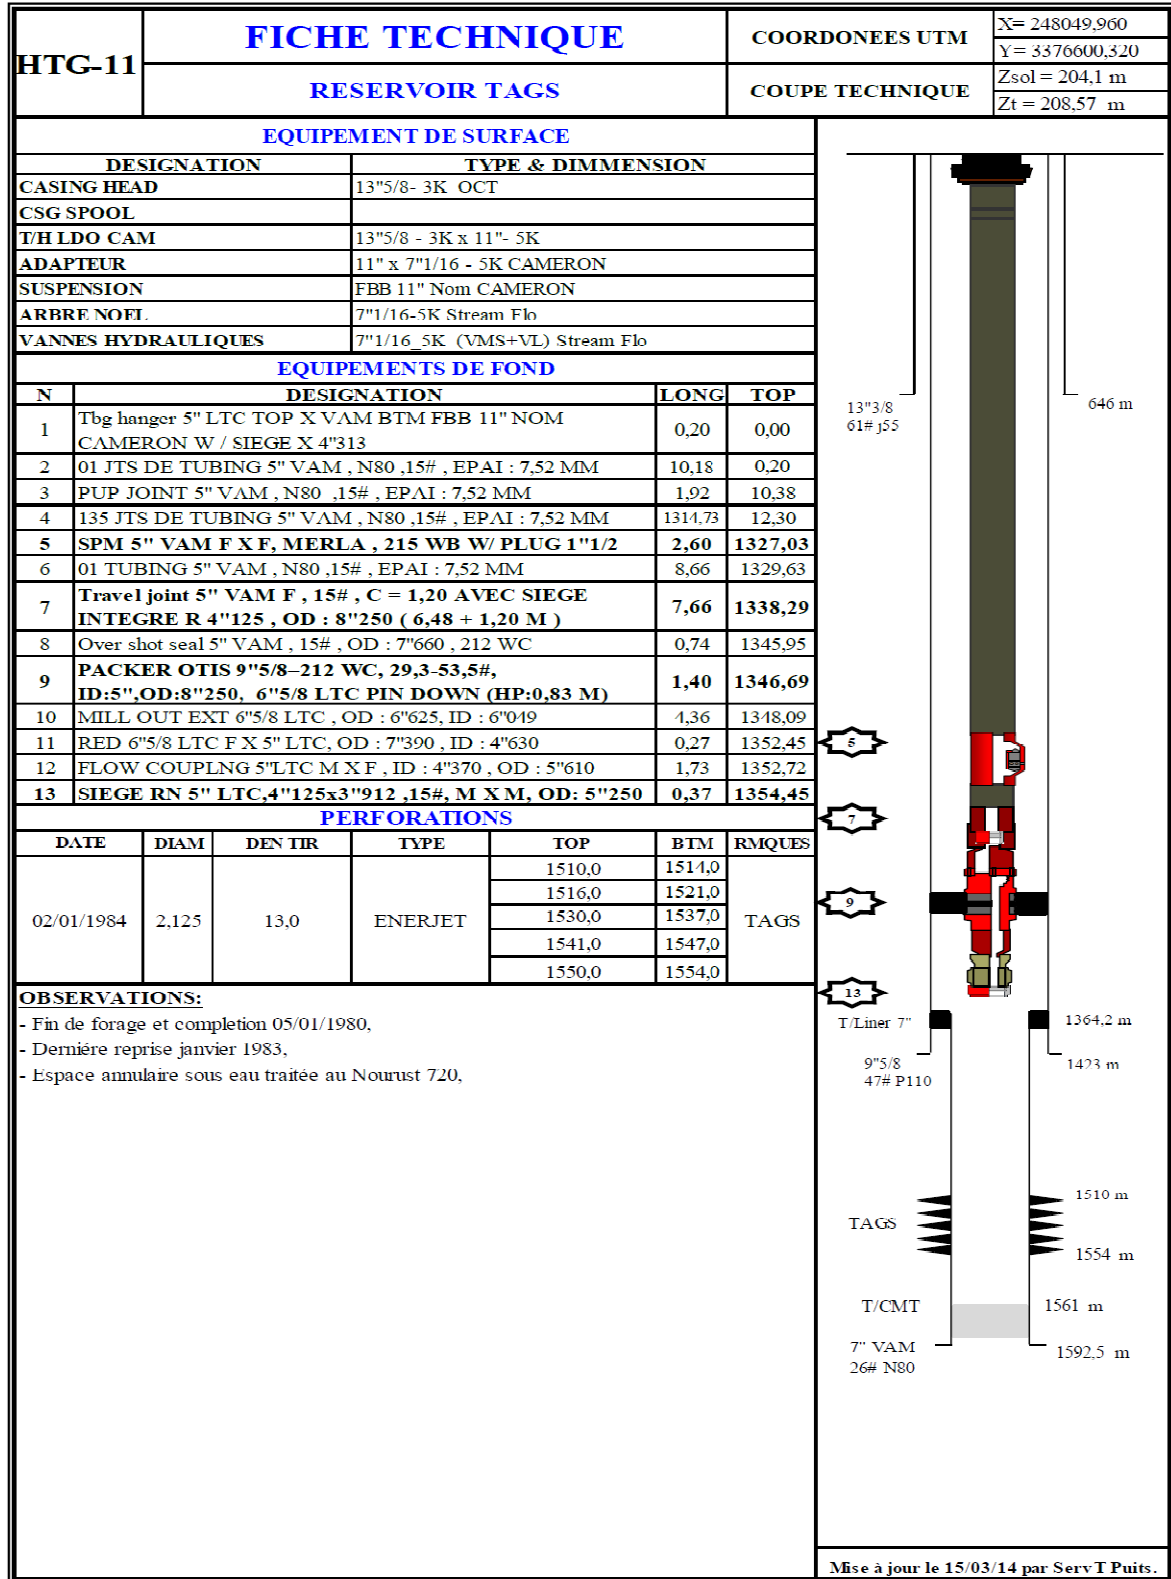 HTG-11
FICHE TECHNIQUE
RESERVOIR TAGS
COORDONEES UTM
COUPE TECHNIQUE
X= 248049,960
Y= 3376600,320
Zsol = 204,1 m
Zt = 208,57 m
EQUIPEMENT DE SURFACE
DESIGNATION TYPE & DIMMENSION
CASING HEAD 13"5/8- 3K OCT
CSG SPOOL
T/H LDO CAM 13"5/8 - 3K x 11"- 5K
ADAPTEUR 11" x 7"1/16 - 5K CAMERON
SUSPENSION FBB 11" Nom CAMERON
ARBRE NOEL 7"1/16-5K Stream Flo
VANNES HYDRAULIQUES 7"1/16_5K (VMS+VL) Stream Flo
EQUIPEMENTS DE FOND
N DESIGNATION LONG TOP
1 Tbg hanger 5" LTC TOP X VAM BTM FBB 11" NOM
CAMERON W / SIEGE X 4"313 0,20 0,00
2 01 JTS DE TUBING 5" VAM , N80 ,15# , EPAI : 7,52 MM 10,18 0,20
3 PUP JOINT 5" VAM , N80 ,15# , EPAI : 7,52 MM 1,92 10,38
4 135 JTS DE TUBING 5" VAM , N80 ,15# , EPAI : 7,52 MM 1314,73 12,30
5 SPM 5" VAM F X F, MERLA , 215 WB W/ PLUG 1"1/2 2,60 1327,03
6 01 TUBING 5" VAM , N80 ,15# , EPAI : 7,52 MM 8,66 1329,63
7 Travel joint 5" VAM F , 15# , C = 1,20 AVEC SIEGE
INTEGRE R 4"125 , OD : 8"250 ( 6,48 + 1,20 M ) 7,66 1338,29
8 Over shot seal 5" VAM , 15# , OD : 7"660 , 212 WC 0,74 1345,95
9 PACKER OTIS 9"5/8–212 WC, 29,3-53,5#,
ID:5",OD:8"250, 6"5/8 LTC PIN DOWN (HP:0,83 M) 1,40 1346,69
10 MILL OUT EXT 6"5/8 LTC , OD : 6"625, ID : 6"049 4,36 1348,09
11 RED 6"5/8 LTC F X 5" LTC, OD : 7"390 , ID : 4"630 0,27 1352,45
12 FLOW COUPLNG 5"LTC M X F , ID : 4"370 , OD : 5"610 1,73 1352,72
13 SIEGE RN 5" LTC,4"125x3"912 ,15#, M X M, OD: 5"250 0,37 1354,45
PERFORATIONS
DATE DIAM DEN TIR TYPE TOP BTM RMQUES
02/01/1984 2,125 13,0 ENERJET TAGS
1510,0 1514,0
1516,0 1521,0
1530,0 1537,0
1541,0 1547,0
1550,0 1554,0
OBSERVATIONS:
- Fin de forage et completion 05/01/1980,
- Derniére reprise janvier 1983,
- Espace annulaire sous eau traitée au Nourust 720,
13"3/8
61# j55
646 m
5
7
9
13
T/Liner 7" 1364,2 m
9"5/8
47# P110
1423 m
1510 m
TAGS
1554 m
T/CMT 1561 m
7" VAM
26# N80
1592,5 m
Mise à jour le 15/03/14 par Serv T Puits.